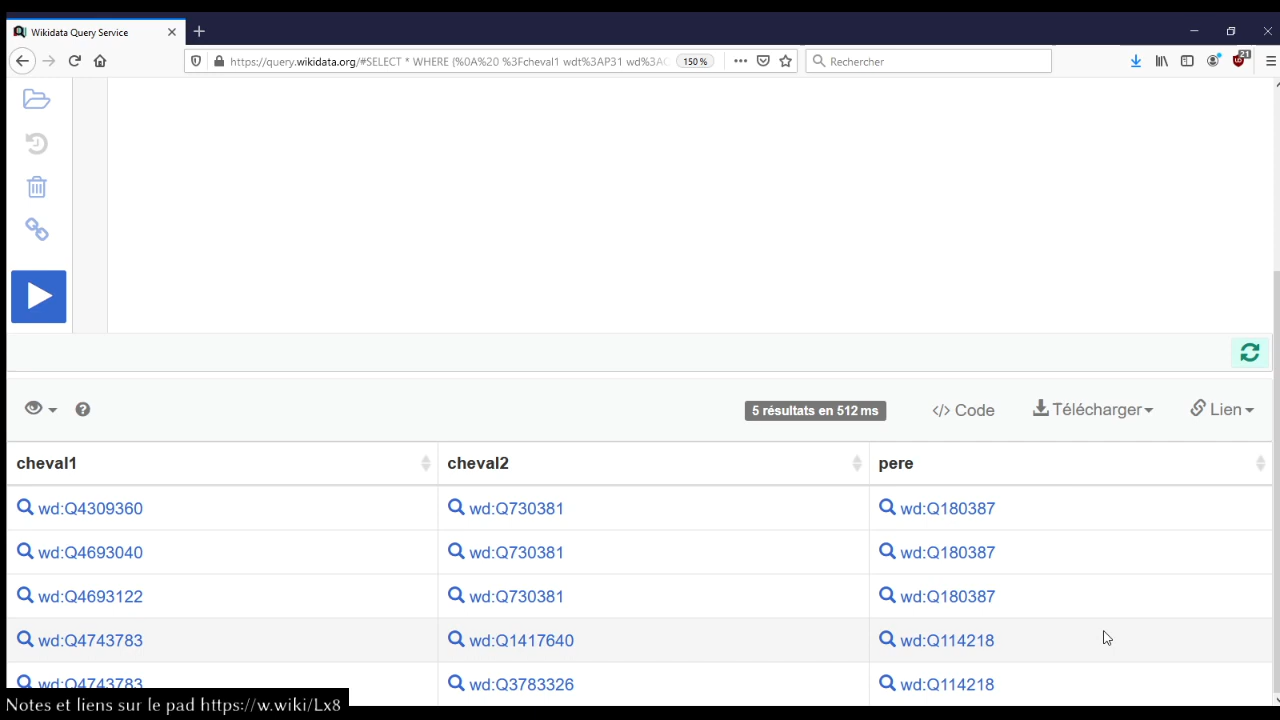 Wikidata Query Service
https://query.wikidata.org/#SELECT * WHERE {%0A%20 %3Fcheval1 wdt%3AP31 wd%3A
150 %
Rechercher
21
5 résultats en 512 ms
</> Code
Télécharger
Lien
cheval1 cheval2 pere
wd:Q4309360 wd:Q730381 wd:Q180387
wd:Q4693040 wd:Q730381 wd:Q180387
wd:Q4693122 wd:Q730381 wd:Q180387
wd:Q4743783 wd:Q1417640 wd:Q114218
wd:Q4743783 wd:Q3783326 wd:Q114218
Notes et liens sur le pad https://w.wiki/Lx8